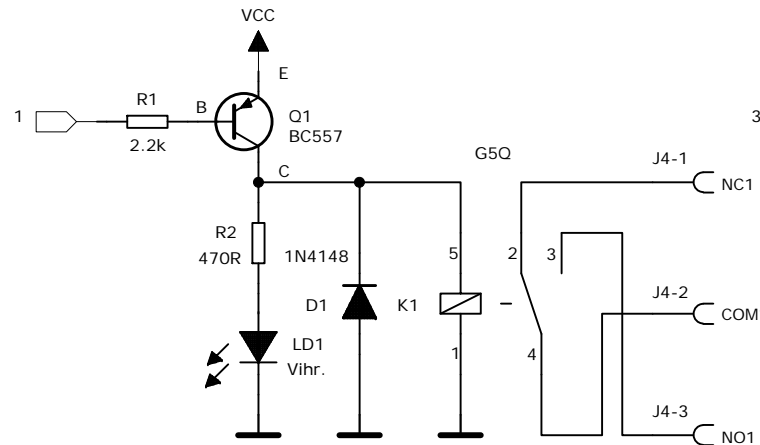 VCC
E
1
R1
B
Q1
3
2.2k
BC557
G5Q
J4-1
C
NC1
R2
470R
1N4148
5
2
3
D1
K1
J4-2
COM
LD1
1
4
Vihr.
J4-3
NO1